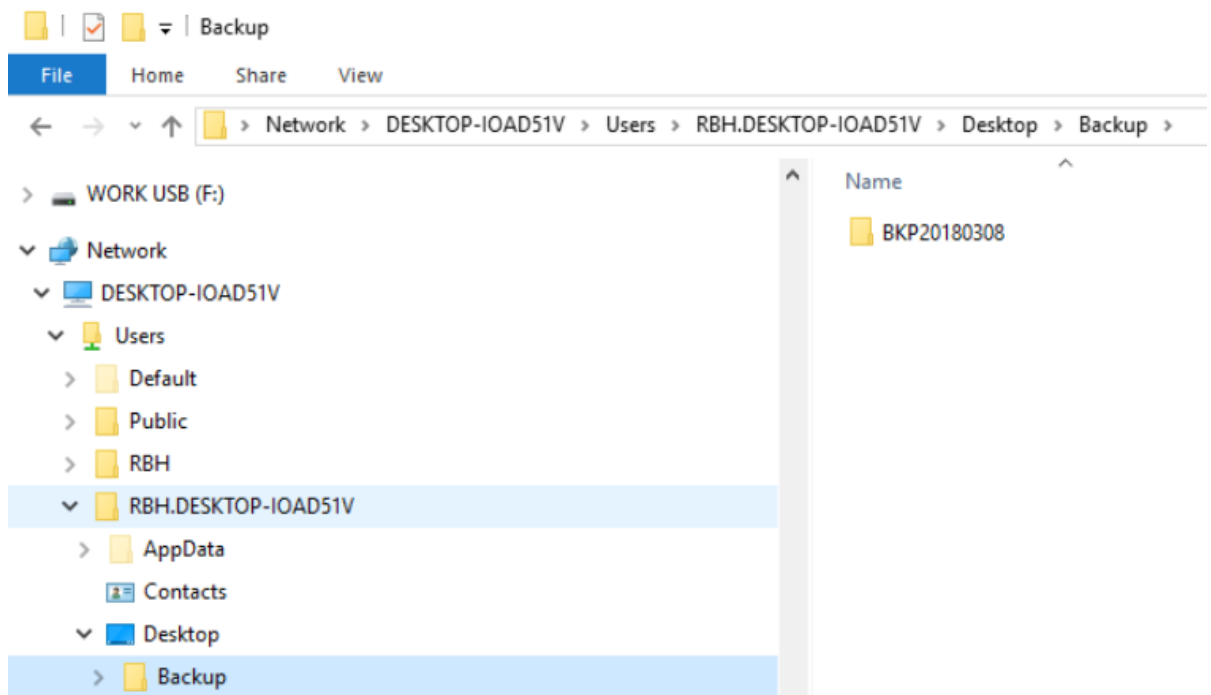 Backup
File Home Share View
Network > DESKTOP-IOAD51V > Users > RBH.DESKTOP-IOAD51V > Desktop > Backup >
WORK USB (F:)
Network
DESKTOP-IOAD51V
Users
Default
Public
RBH
RBH.DESKTOP-IOAD51V
AppData
Contacts
Desktop
Backup
Name
BKP20180308